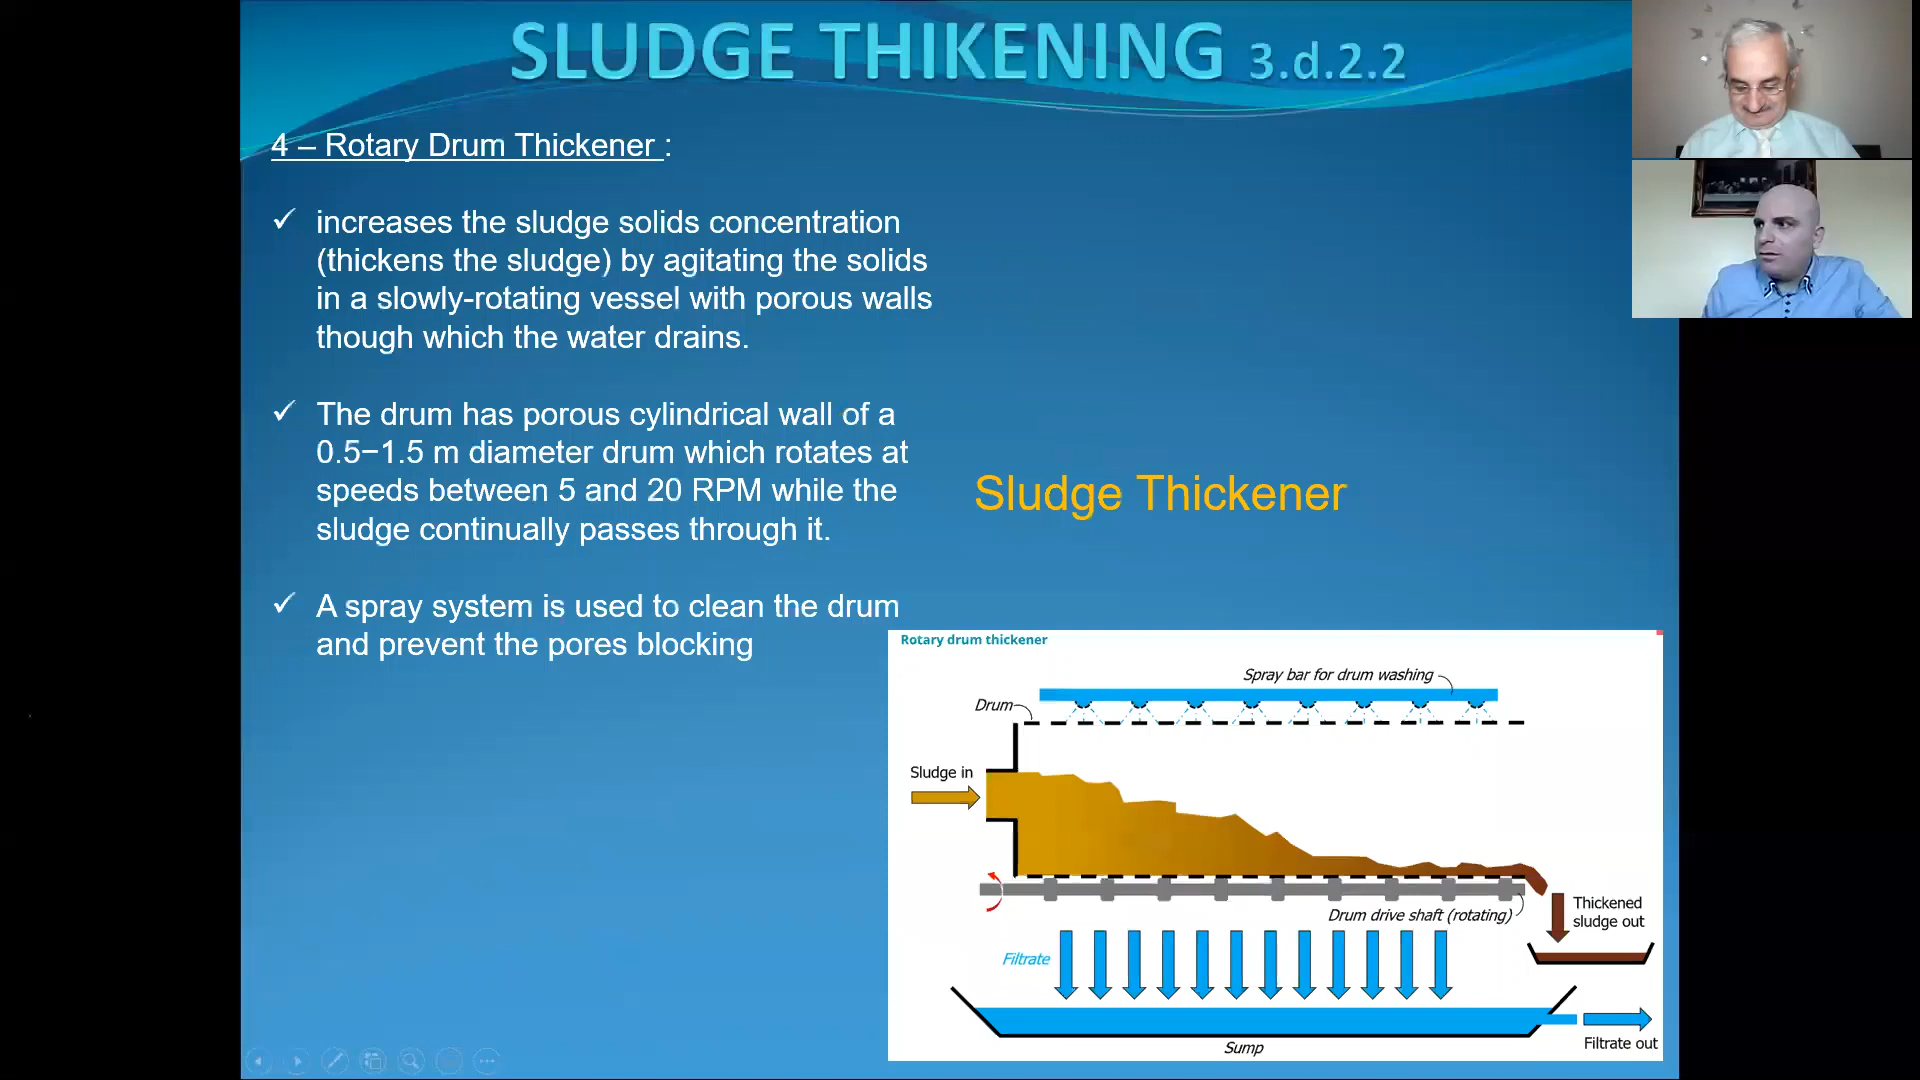 SLUDGE THIKENING 3.d.2.2
4 – Rotary Drum Thickener :
✓ increases the sludge solids concentration
(thickens the sludge) by agitating the solids
in a slowly-rotating vessel with porous walls
though which the water drains.
✓ The drum has porous cylindrical wall of a
0.5–1.5 m diameter drum which rotates at
speeds between 5 and 20 RPM while the
sludge continually passes through it.
✓ A spray system is used to clean the drum
and prevent the pores blocking
Sludge Thickener
Rotary drum thickener
Spray bar for drum washing
Drum
Sludge in
Thickened
sludge out
Drum drive shaft (rotating)
Filtrate
Filtrate out
Sump